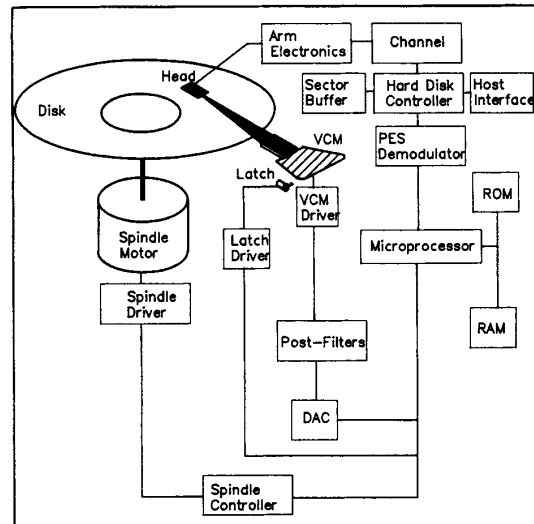 Arm
Electronics
Channel
Head
Disk
Sector
Buffer
Hard Disk
Controller
Host
Interface
VCM
PES
Demodulator
Latch
VCM
Driver
ROM
Spindle
Motor
Latch
Driver
Microprocessor
Spindle
Driver
Post-Filters
RAM
DAC
Spindle
Controller